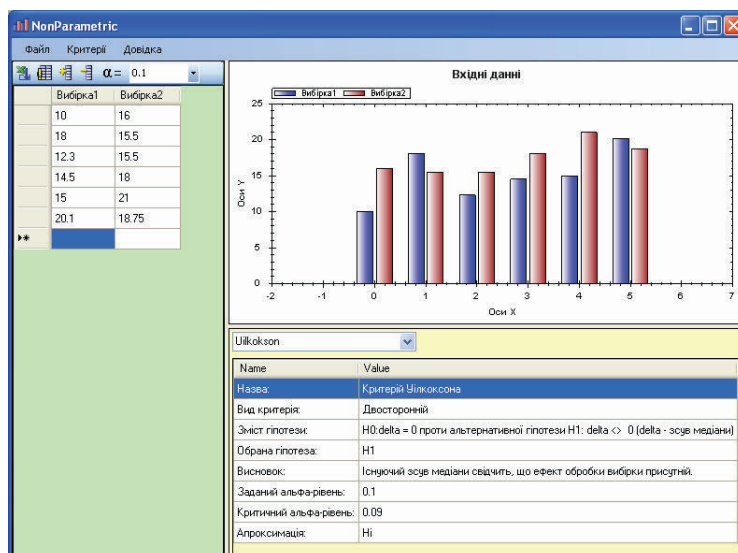 NonParametric
Файл Критерії Довідка
α = 0.1
Вибірка1 Вибірка2
10 16
18 15.5
12.3 15.5
14.5 18
15 21
20.1 18.75
Вхідні данні
Вибірка1 Вибірка2
25
20
15
10
5
0
Оси Y
-2 -1 0 1 2 3 4 5 6 7
Оси X
Uilkokson
Name Value
Назва: Критерій Уілкоксона
Вид критерія: Двосторонній
Зміст гіпотези: H0:delta = 0 проти альтернативної гіпотези H1: delta <> 0 (delta - зсув медіани)
Обрана гіпотеза: H1
Висновок: Існуючий зсув медіани свідчить, що ефект обробки вибірки присутній.
Заданий альфа-рівень: 0.1
Критичний альфа-рівень: 0.09
Апроксимація: Ні